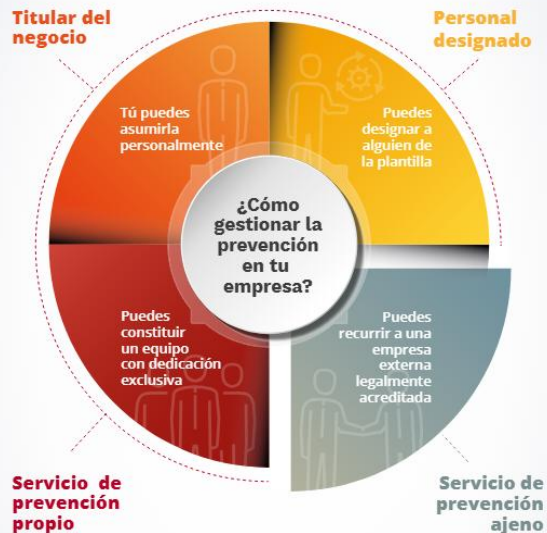 Titular del
negocio
Personal
designado
Tú puedes
asumirla
personalmente
Puedes
designar a
alguien de
la plantilla
¿Cómo
gestionar la
prevención
en tu
empresa?
Puedes
constituir
un equipo
con dedicación
exclusiva
Puedes
recurrir a una
empresa
externa
legalmente
acreditada
Servicio de
prevención
propio
Servicio de
prevención
ajeno